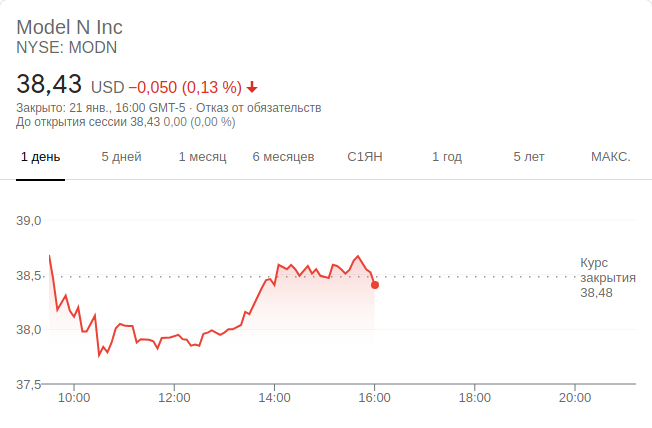 Model N Inc
NYSE: MODN
38,43 USD −0,050 (0,13 %)
Закрыто: 21 янв., 16:00 GMT-5 · Отказ от обязательств
До открытия сессии 38,43 0,00 (0,00 %)
1 день 5 дней 1 месяц 6 месяцев С1ЯН 1 год 5 лет МАКС.
39,0
Курс
38,5 закрытия
38,48
38,0
37,5
10:00 12:00 14:00 16:00 18:00 20:00